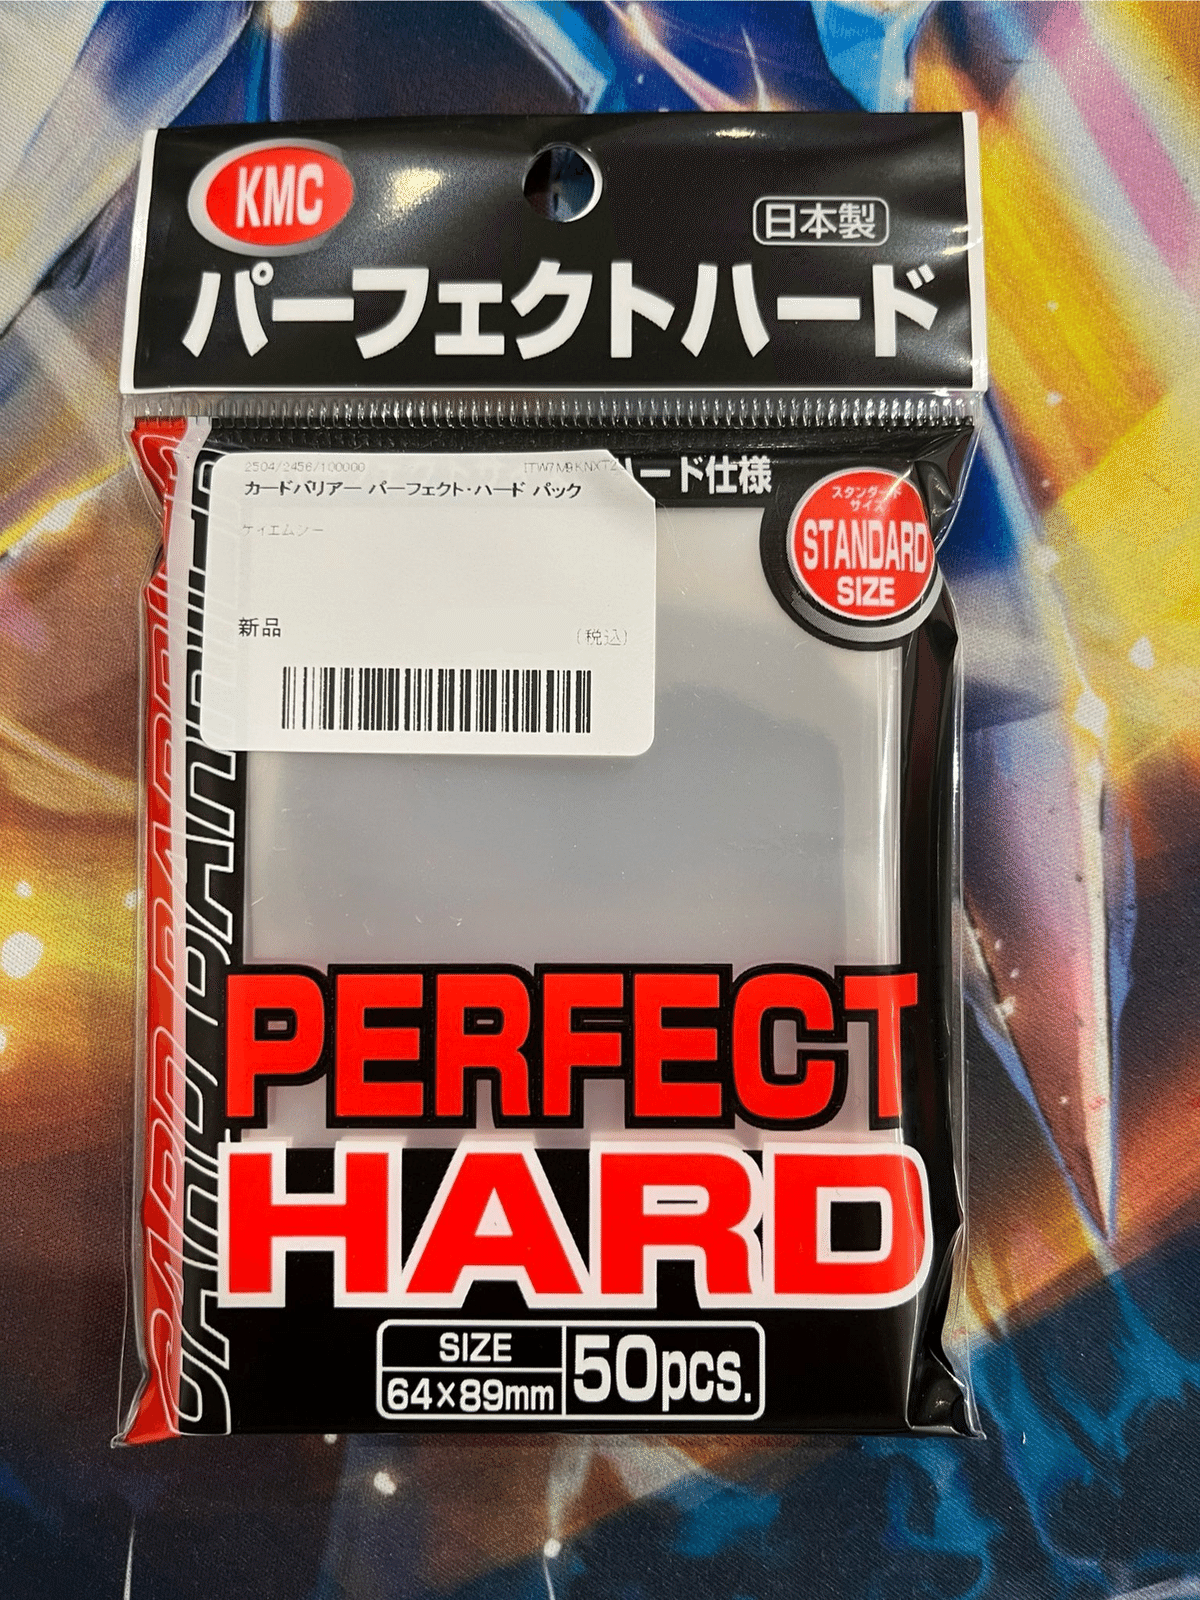 KMC
日本製
パーフェクトハード
2504/2456/100000
カードバリアー パーフェクト・ハード パック
ード仕様
ケイエムシー
スタンダード
サイズ
STANDARD
SIZE
新品
(税込)
CARD BARRIER
PERFECT
HARD
SIZE
64×89mm
50pcs.